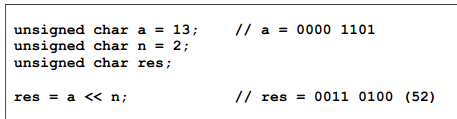 unsigned char a = 13;    // a = 0000 1101
unsigned char n = 2;
unsigned char res;
res = a << n;            // res = 0011 0100 (52)